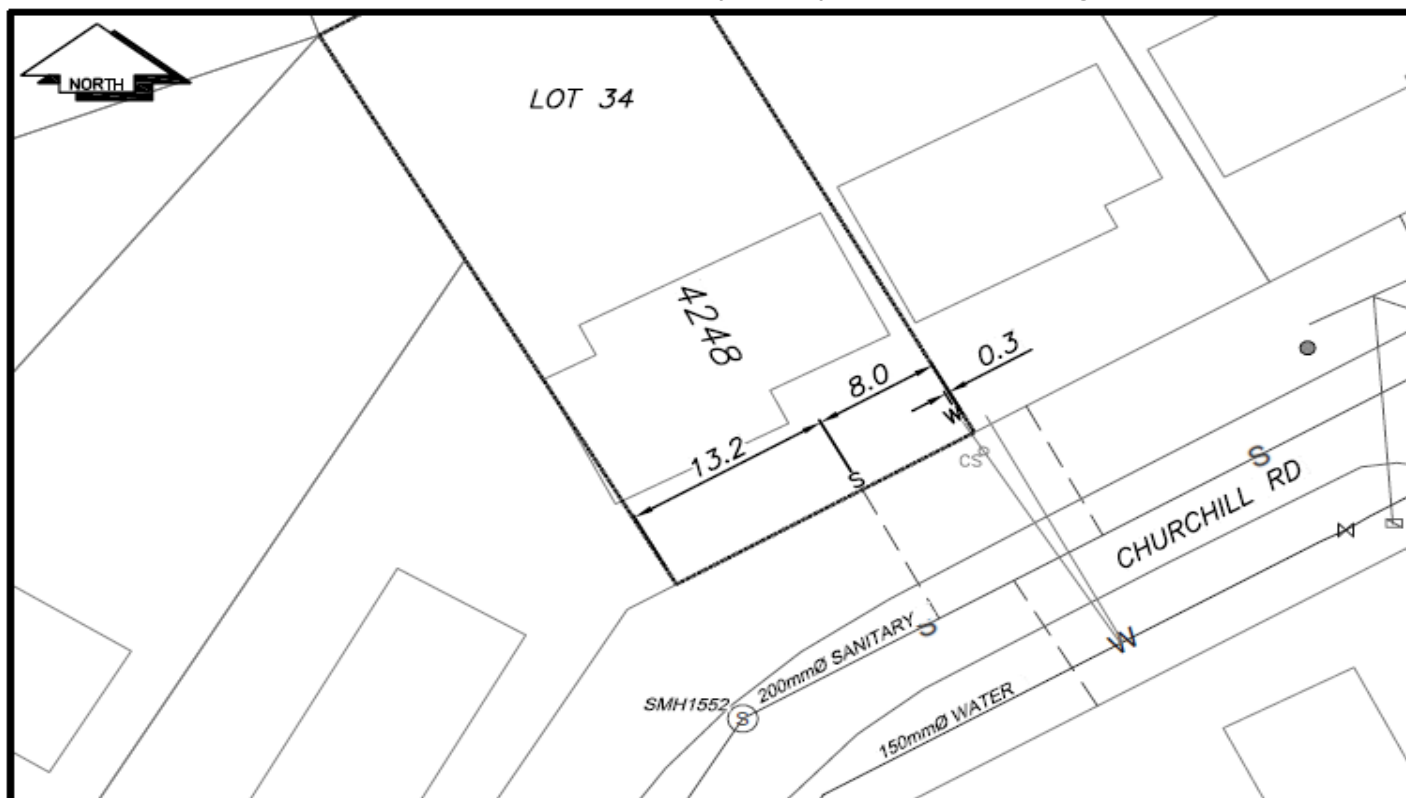 NORTH
LOT 34
4248
0.3
8.0
13.2
W
S
CS
S
CHURCHILL RD
200mmØ SANITARY
S
W
SMH1552
S
150mmØ WATER